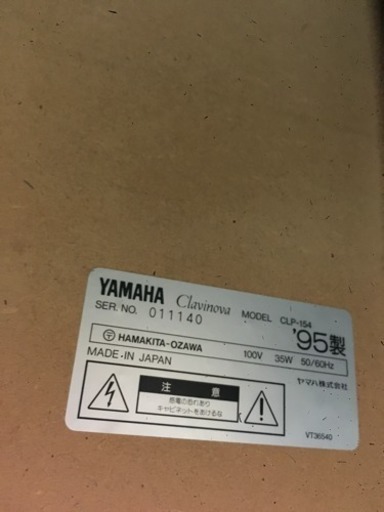 YAMAHA Clavinova MODEL CLP-154
SER. NO. 011140 '95製
〒 HAMAKITA-OZAWA 100V 35W 50/60Hz
MADE IN JAPAN ヤマハ株式会社
注意
感電の恐れあり
キャビネットをあけるな
VT36540